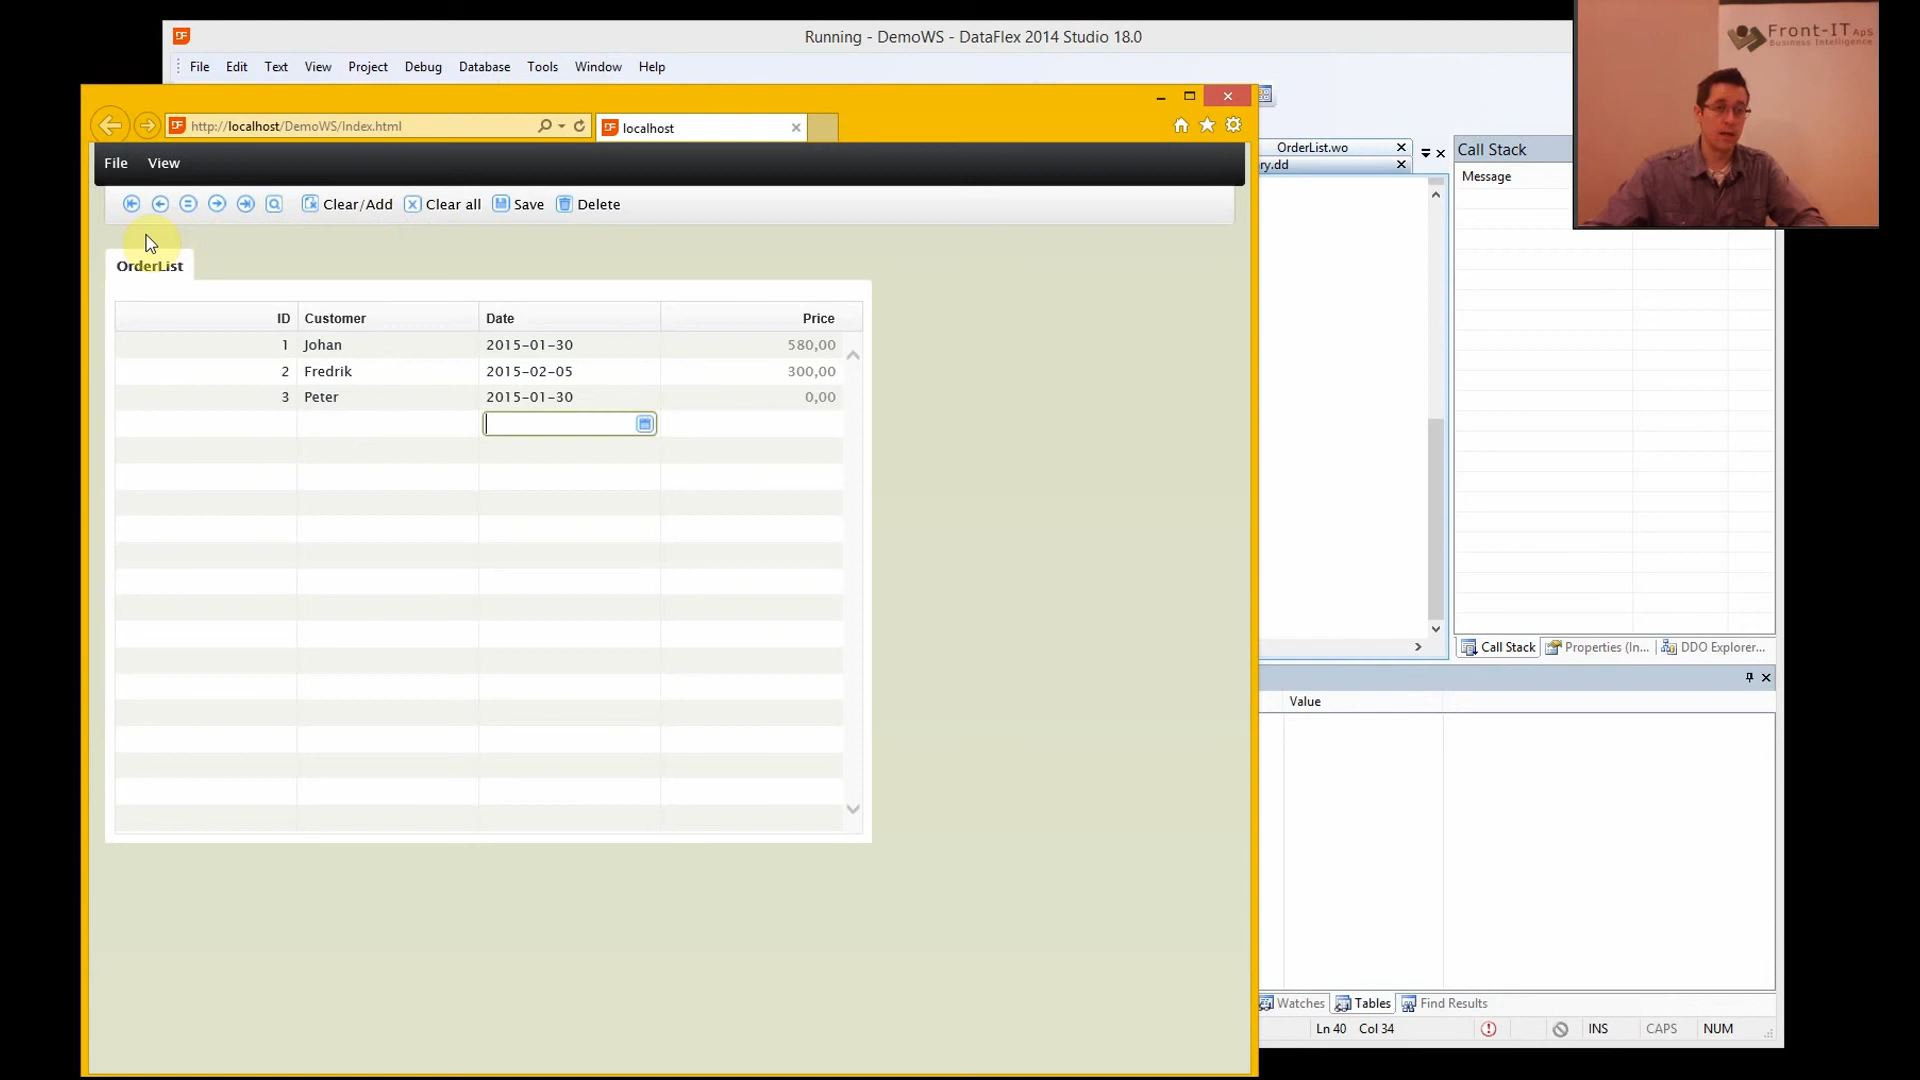 Running - DemoWS - DataFlex 2014 Studio 18.0
Front-IT Aps
Business Intelligence
File Edit Text View Project Debug Database Tools Window Help
http://localhost/DemoWS/Index.html
localhost
OrderList.wo
ry.dd
Call Stack
Message
File View
Clear/Add Clear all Save Delete
OrderList
ID Customer Date Price
1 Johan 2015-01-30 580,00
2 Fredrik 2015-02-05 300,00
3 Peter 2015-01-30 0,00
Call Stack Properties (In... DDO Explorer...
Value
Watches Tables Find Results
Ln 40 Col 34 INS CAPS NUM